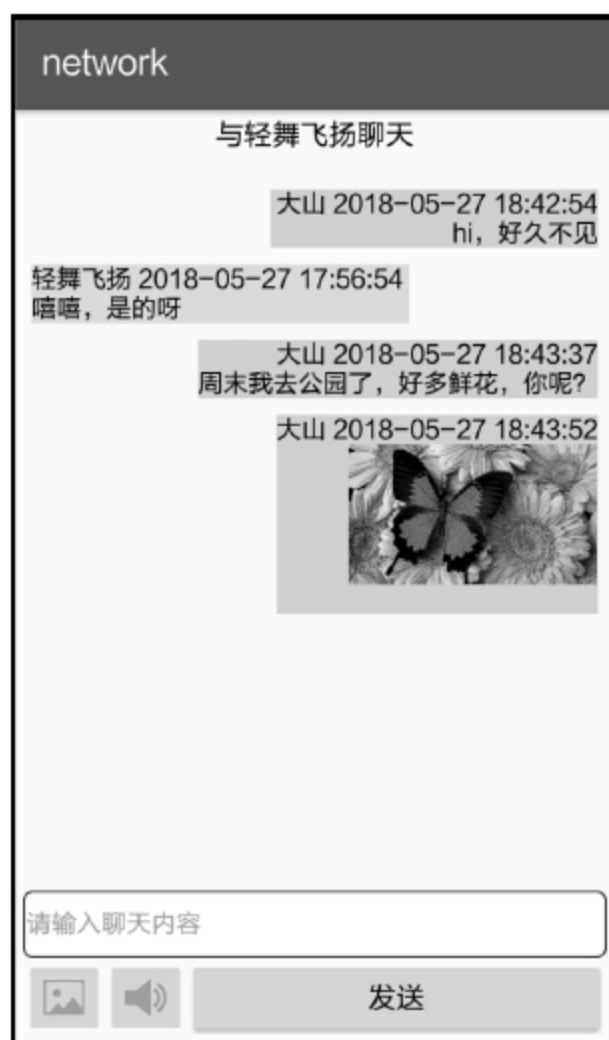 network
与轻舞飞扬聊天
大山 2018-05-27 18:42:54
hi，好久不见
轻舞飞扬 2018-05-27 17:56:54
嘻嘻，是的呀
大山 2018-05-27 18:43:37
周末我去公园了，好多鲜花，你呢?
大山 2018-05-27 18:43:52
请输入聊天内容
发送